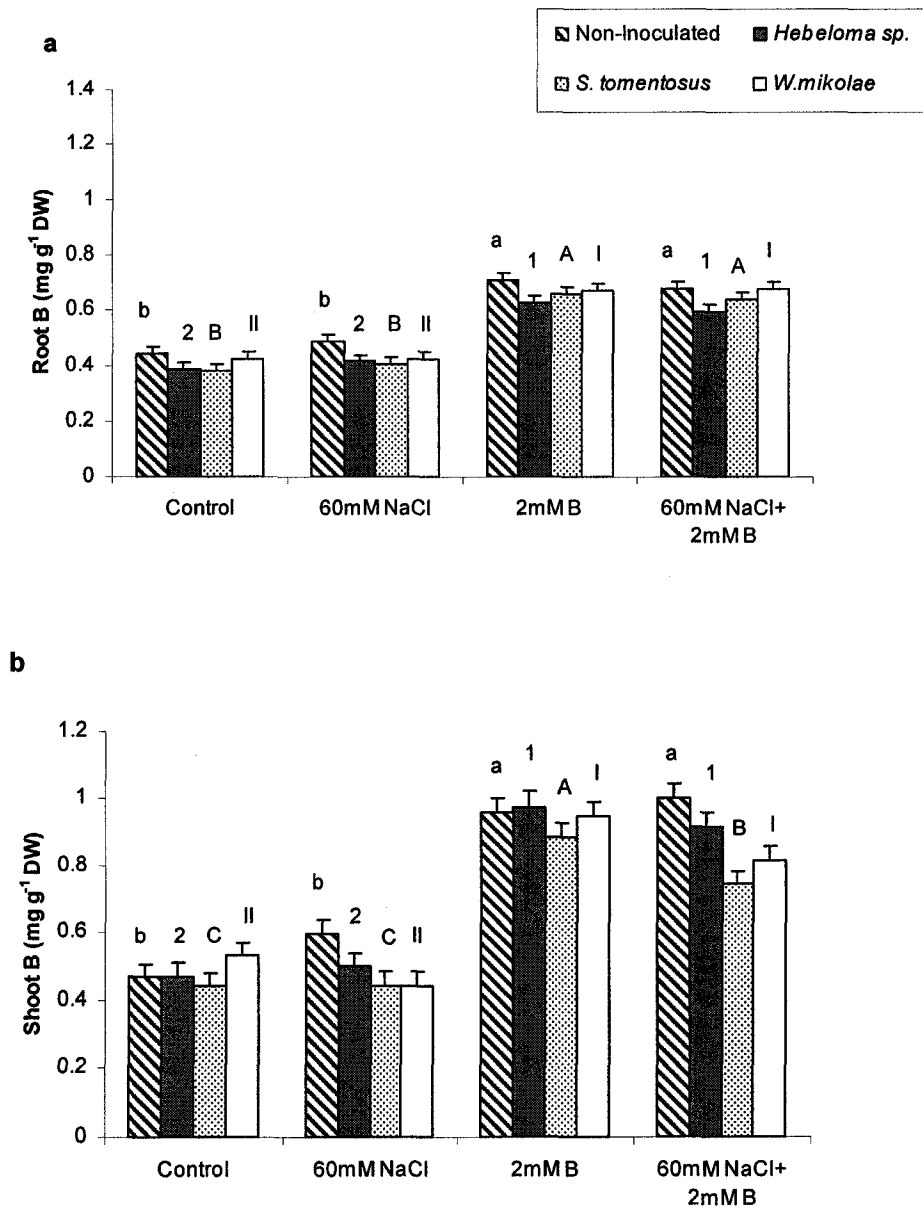 a
Non-Inoculated Hebeloma sp.
S. tomentosus W.mikolae
1.4
1.2
1
0.8
0.6
0.4
0.2
0
Root B (mg g-1 DW)
b 2 B II
b 2 B II
a 1 A I
a 1 A I
Control 60mM NaCl 2mM B 60mM NaCl+
2mM B
b
1.2
1
0.8
0.6
0.4
0.2
0
Shoot B (mg g-1 DW)
b 2 C II
b 2 C II
a 1 A I
a 1 B I
Control 60mM NaCl 2mM B 60mM NaCl+
2mM B